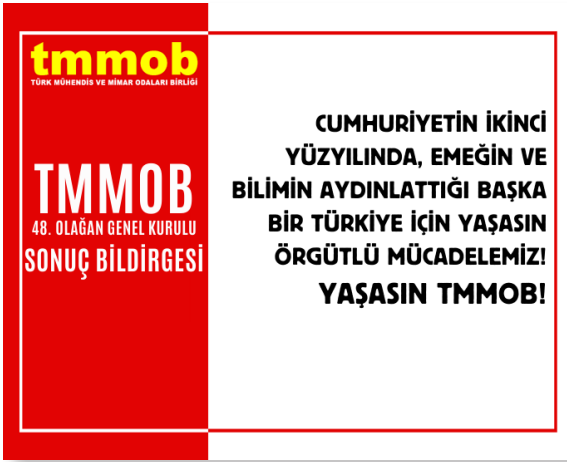 tmmob
TÜRK MÜHENDİS VE MİMAR ODALARI BİRLİĞİ
TMMOB
48. OLAĞAN GENEL KURULU
SONUÇ BİLDİRGESİ
CUMHURİYETİN İKİNCİ
YÜZYILINDA, EMEĞİN VE
BİLİMİN AYDINLATTIĞI BAŞKA
BİR TÜRKİYE İÇİN YAŞASIN
ÖRGÜTLÜ MÜCADELEMİZ!
YAŞASIN TMMOB!